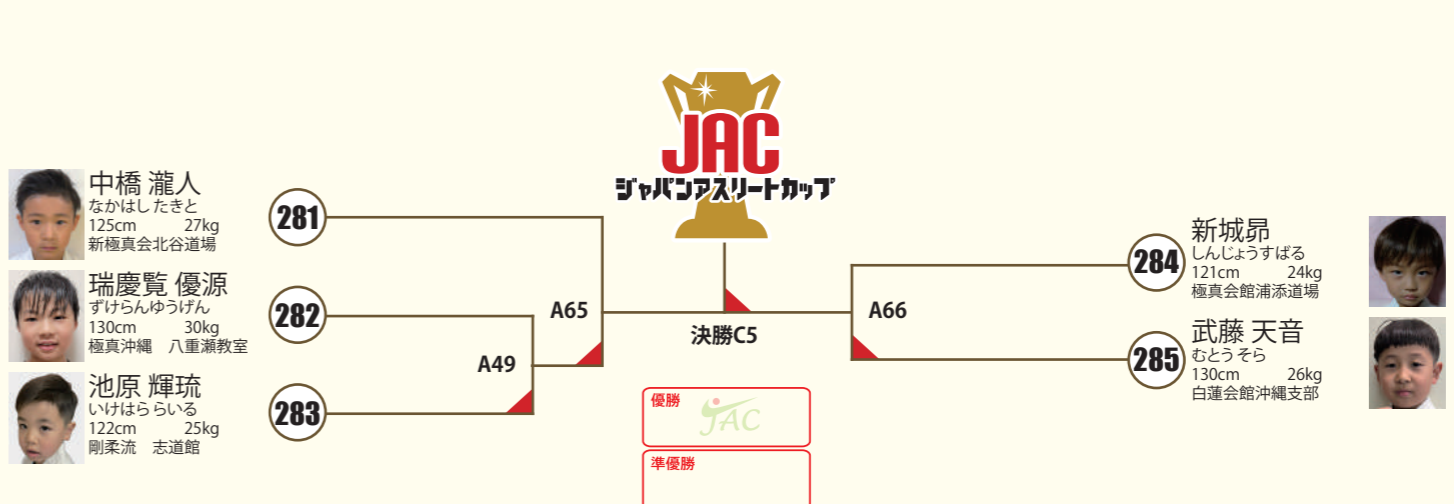 JAC
ジャパンアスリートカップ
中橋 瀧人
なかはし たきと
125cm 27kg
新極真会北谷道場
281
瑞慶覧 優源
ずけらんゆうげん
130cm 30kg
極真沖縄　八重瀬教室
282
池原 輝琉
いけはら らいる
122cm 25kg
剛柔流　志道館
283
A49
A65
決勝C5
A66
284
新城昴
しんじょうすばる
121cm 24kg
極真会館浦添道場
285
武藤 天音
むとう そら
130cm 26kg
白蓮会館沖縄支部
優勝
JAC
準優勝